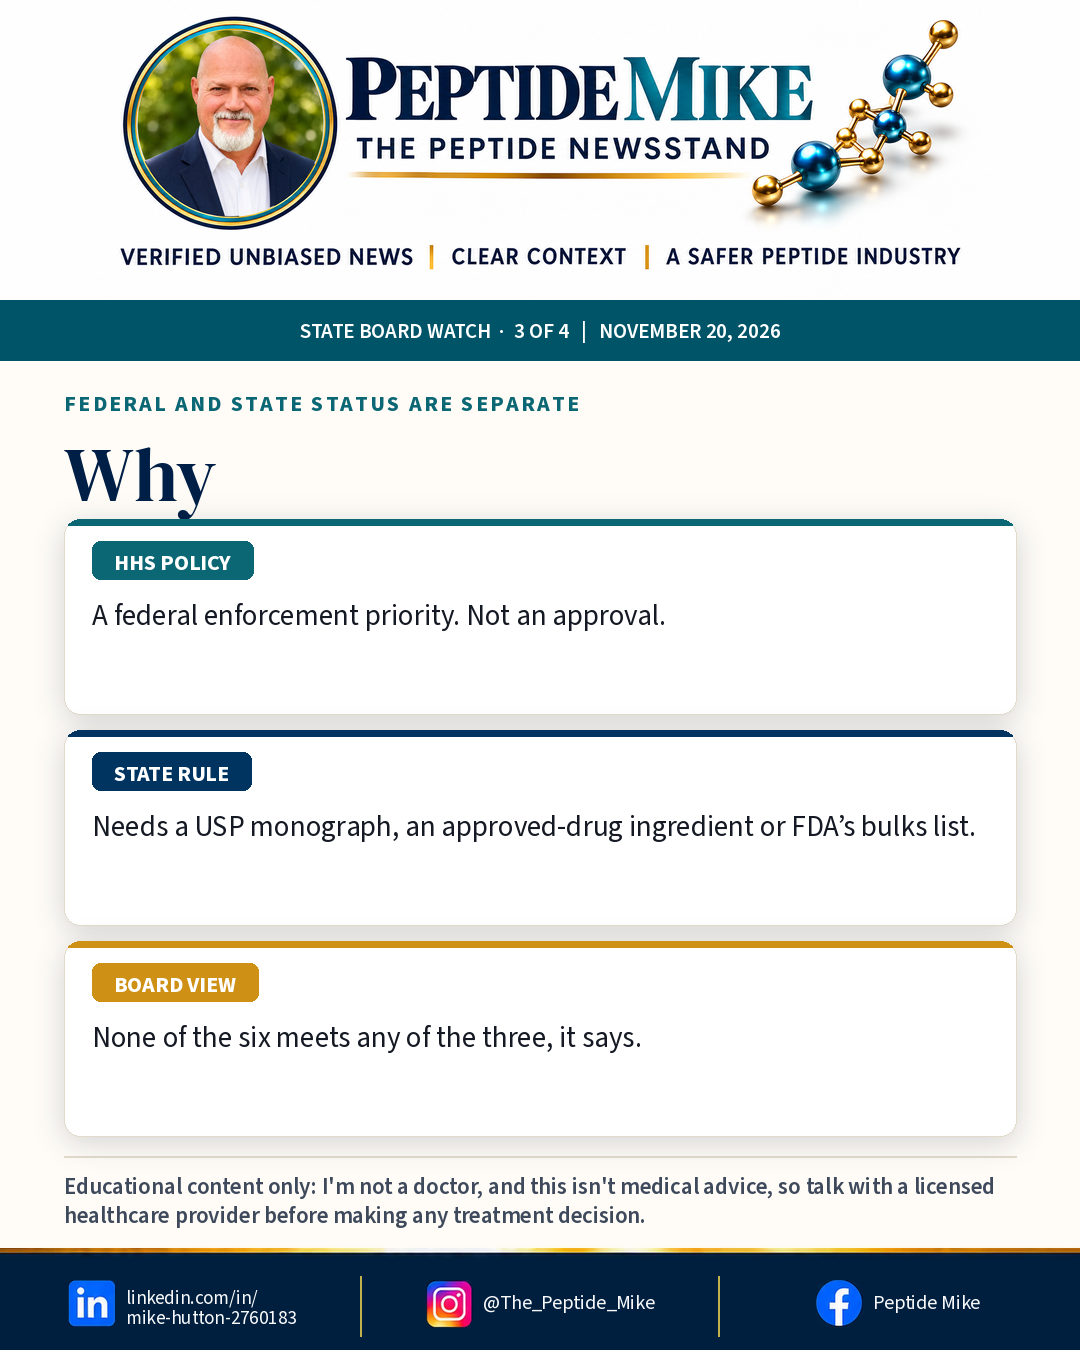 PEPTIDEMIKE
THE PEPTIDE NEWSSTAND
VERIFIED UNBIASED NEWS | CLEAR CONTEXT | A SAFER PEPTIDE INDUSTRY
STATE BOARD WATCH · 3 OF 4 | NOVEMBER 20, 2026
FEDERAL AND STATE STATUS ARE SEPARATE
Why
HHS POLICY
A federal enforcement priority. Not an approval.
STATE RULE
Needs a USP monograph, an approved-drug ingredient or FDA’s bulks list.
BOARD VIEW
None of the six meets any of the three, it says.
Educational content only: I'm not a doctor, and this isn't medical advice, so talk with a licensed
healthcare provider before making any treatment decision.
linkedin.com/in/
mike-hutton-2760183
@The_Peptide_Mike
Peptide Mike